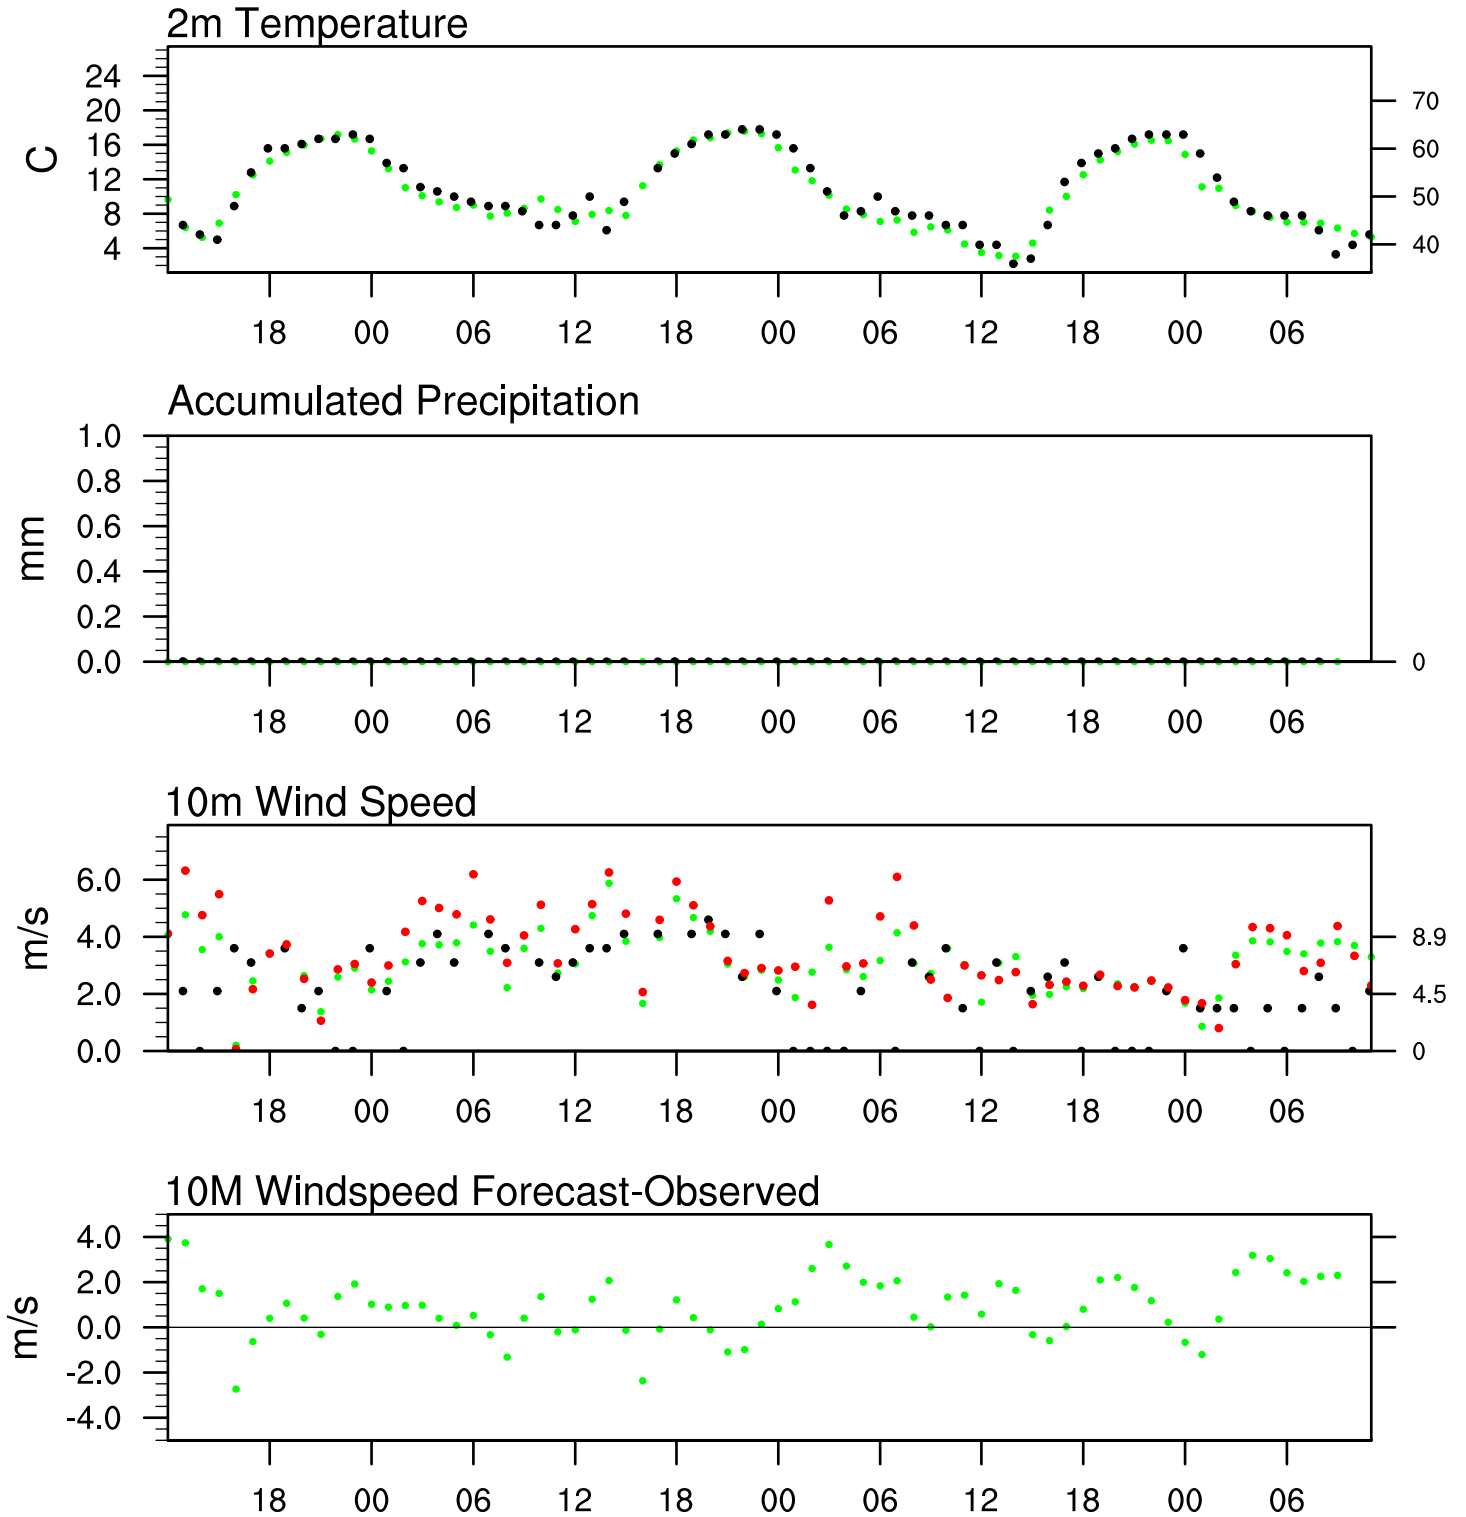 2m Temperature
24
20 70
16 60
C
12 50
8
4 40
18 00 06 12 18 00 06 12 18 00 06
Accumulated Precipitation
1.0
0.8
0.6
mm
0.4
0.2
0.0 0
18 00 06 12 18 00 06 12 18 00 06
10m Wind Speed
6.0
4.0 8.9
m/s
2.0 4.5
0.0 0
18 00 06 12 18 00 06 12 18 00 06
10M Windspeed Forecast-Observed
4.0
2.0
0.0
m/s
-2.0
-4.0
18 00 06 12 18 00 06 12 18 00 06